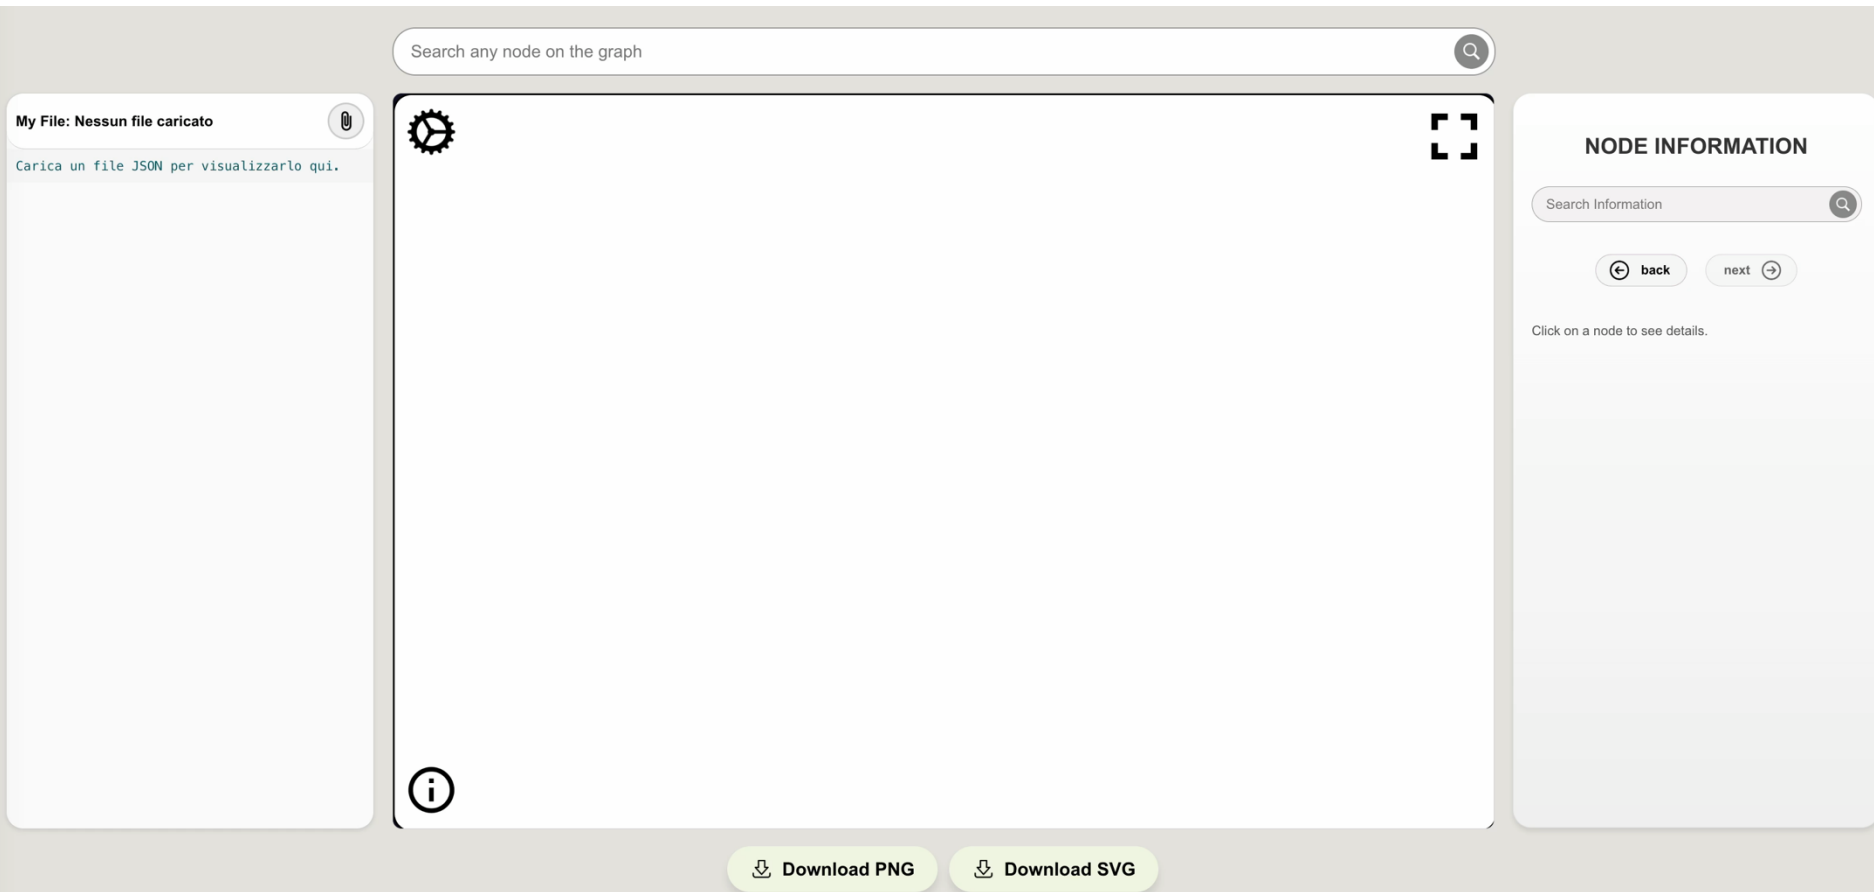 Search any node on the graph
My File: Nessun file caricato
Carica un file JSON per visualizzarlo qui.
NODE INFORMATION
Search Information
back
next
Click on a node to see details.
Download PNG
Download SVG